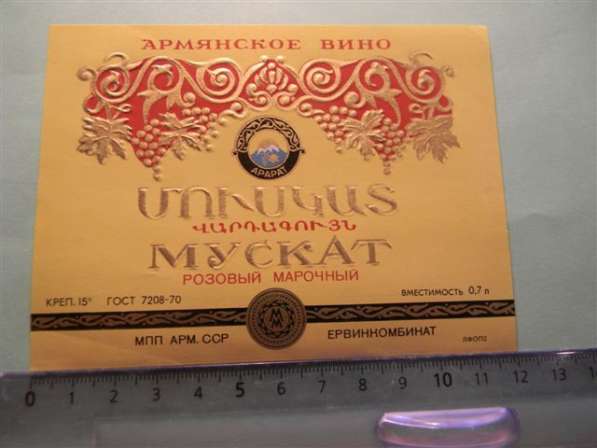 АРМЯНСКОЕ ВИНО
АРАРАТ
ՄՈՒՍԿԱՏ
ՎԱՐԴԱԳՈՒՅՆ
МУСКАТ
РОЗОВЫЙ МАРОЧНЫЙ
КРЕП. 15° ГОСТ 7208-70 ВМЕСТИМОСТЬ 0,7 л
МПП АРМ. ССР ЕРВИНКОМБИНАТ
ЛФОП2
0 1 2 3 4 5 6 7 8 9 10 11 12 13